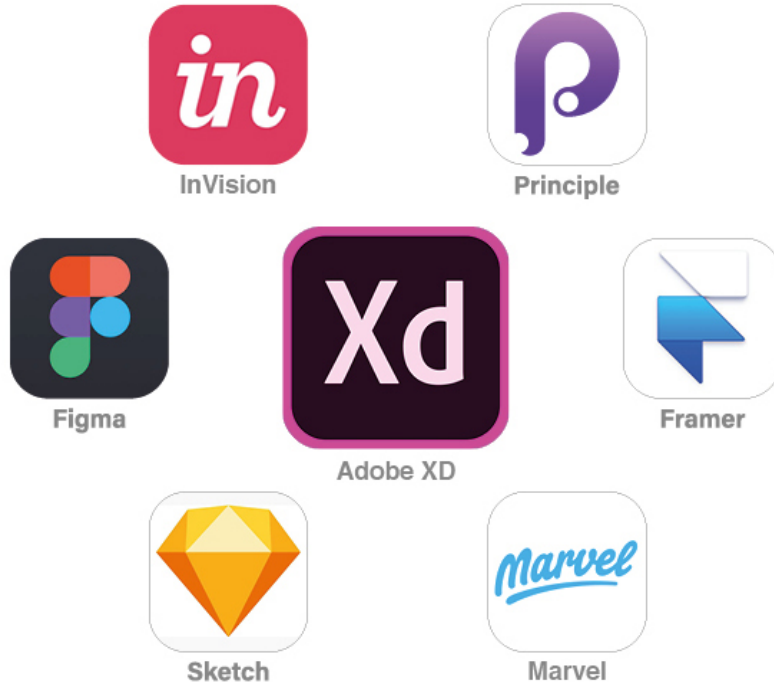 in
InVision
Principle
Figma
Xd
Adobe XD
Framer
Sketch
Marvel
Marvel